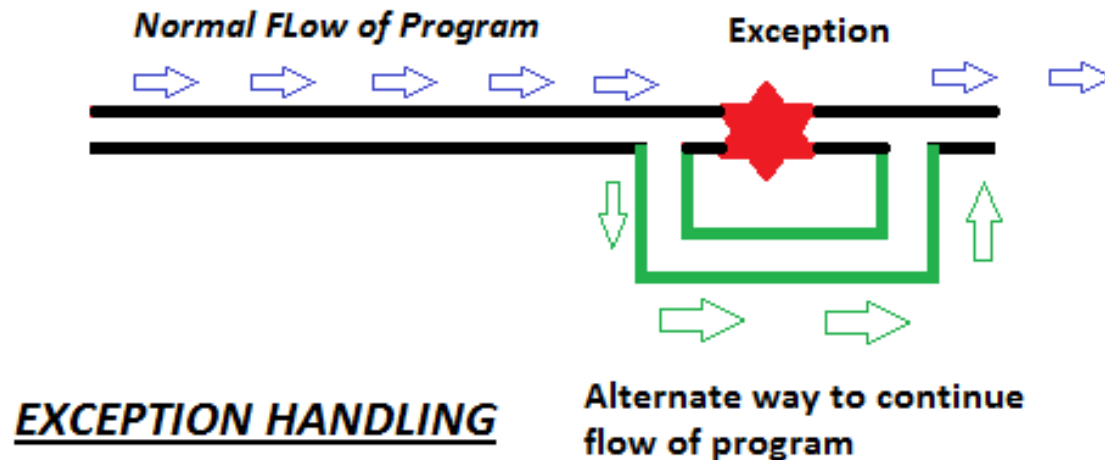 Normal FLow of Program
Exception
EXCEPTION HANDLING
Alternate way to continue
flow of program